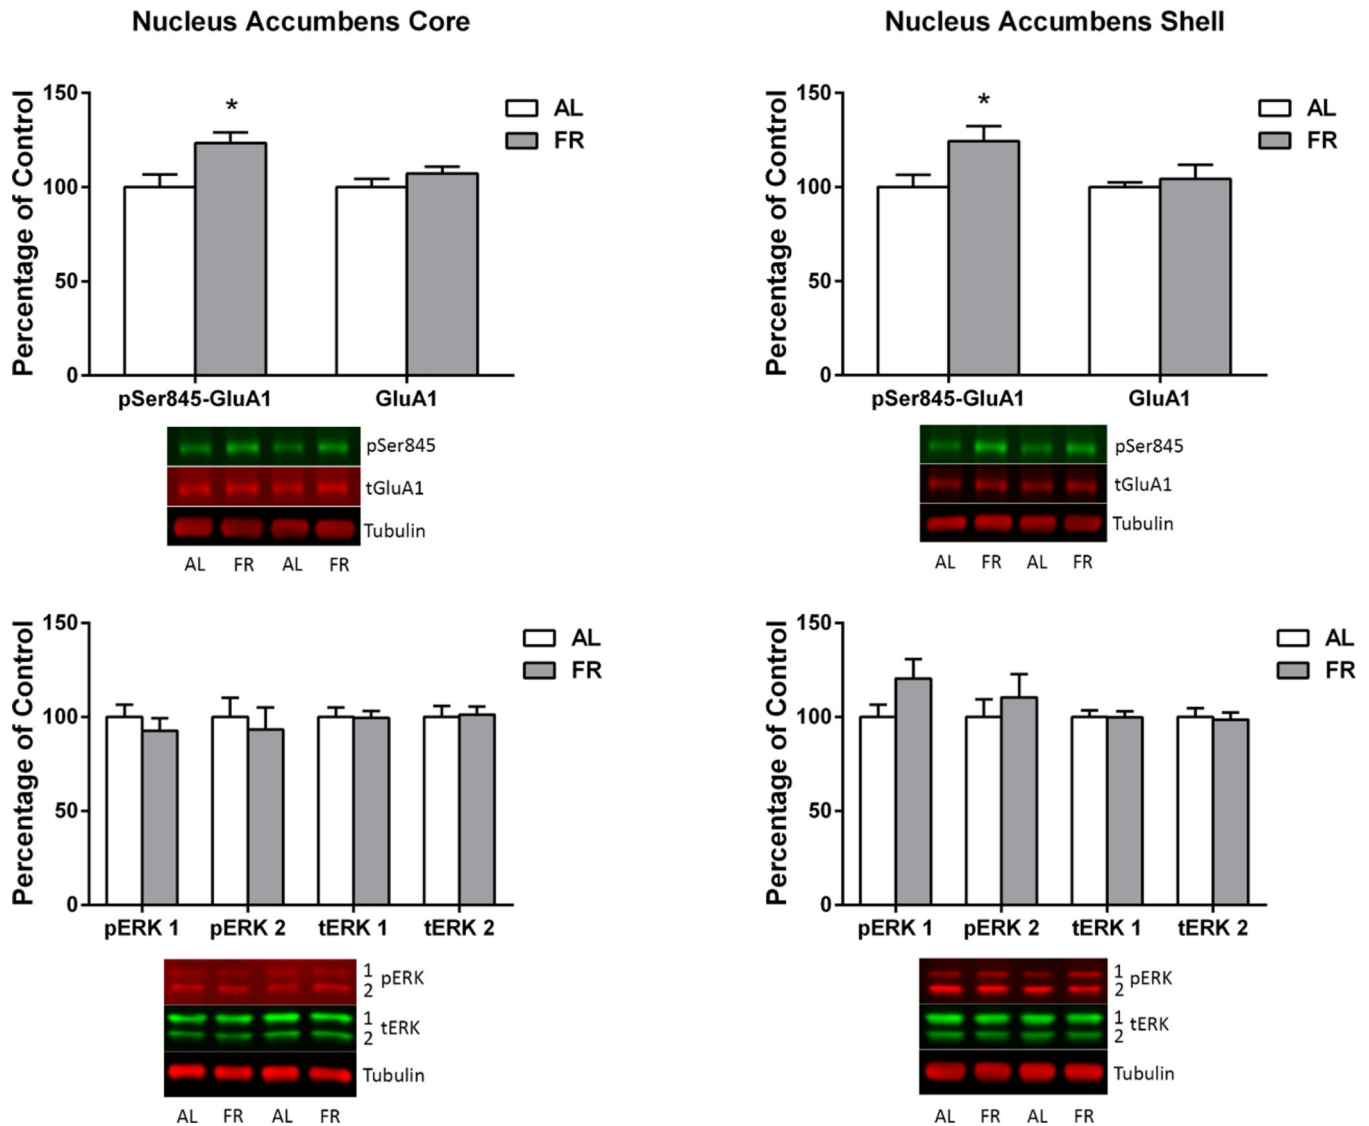 Nucleus Accumbens Core
Percentage of Control
150
100
50
0
*
AL
FR
pSer845-GluA1 GluA1
pSer845
tGluA1
Tubulin
AL FR AL FR
Nucleus Accumbens Shell
Percentage of Control
150
100
50
0
*
AL
FR
pSer845-GluA1 GluA1
pSer845
tGluA1
Tubulin
AL FR AL FR
Percentage of Control
150
100
50
0
AL
FR
pERK 1 pERK 2 tERK 1 tERK 2
1
2
pERK
1
2
tERK
Tubulin
AL FR AL FR
Percentage of Control
150
100
50
0
AL
FR
pERK 1 pERK 2 tERK 1 tERK 2
1
2
pERK
1
2
tERK
Tubulin
AL FR AL FR